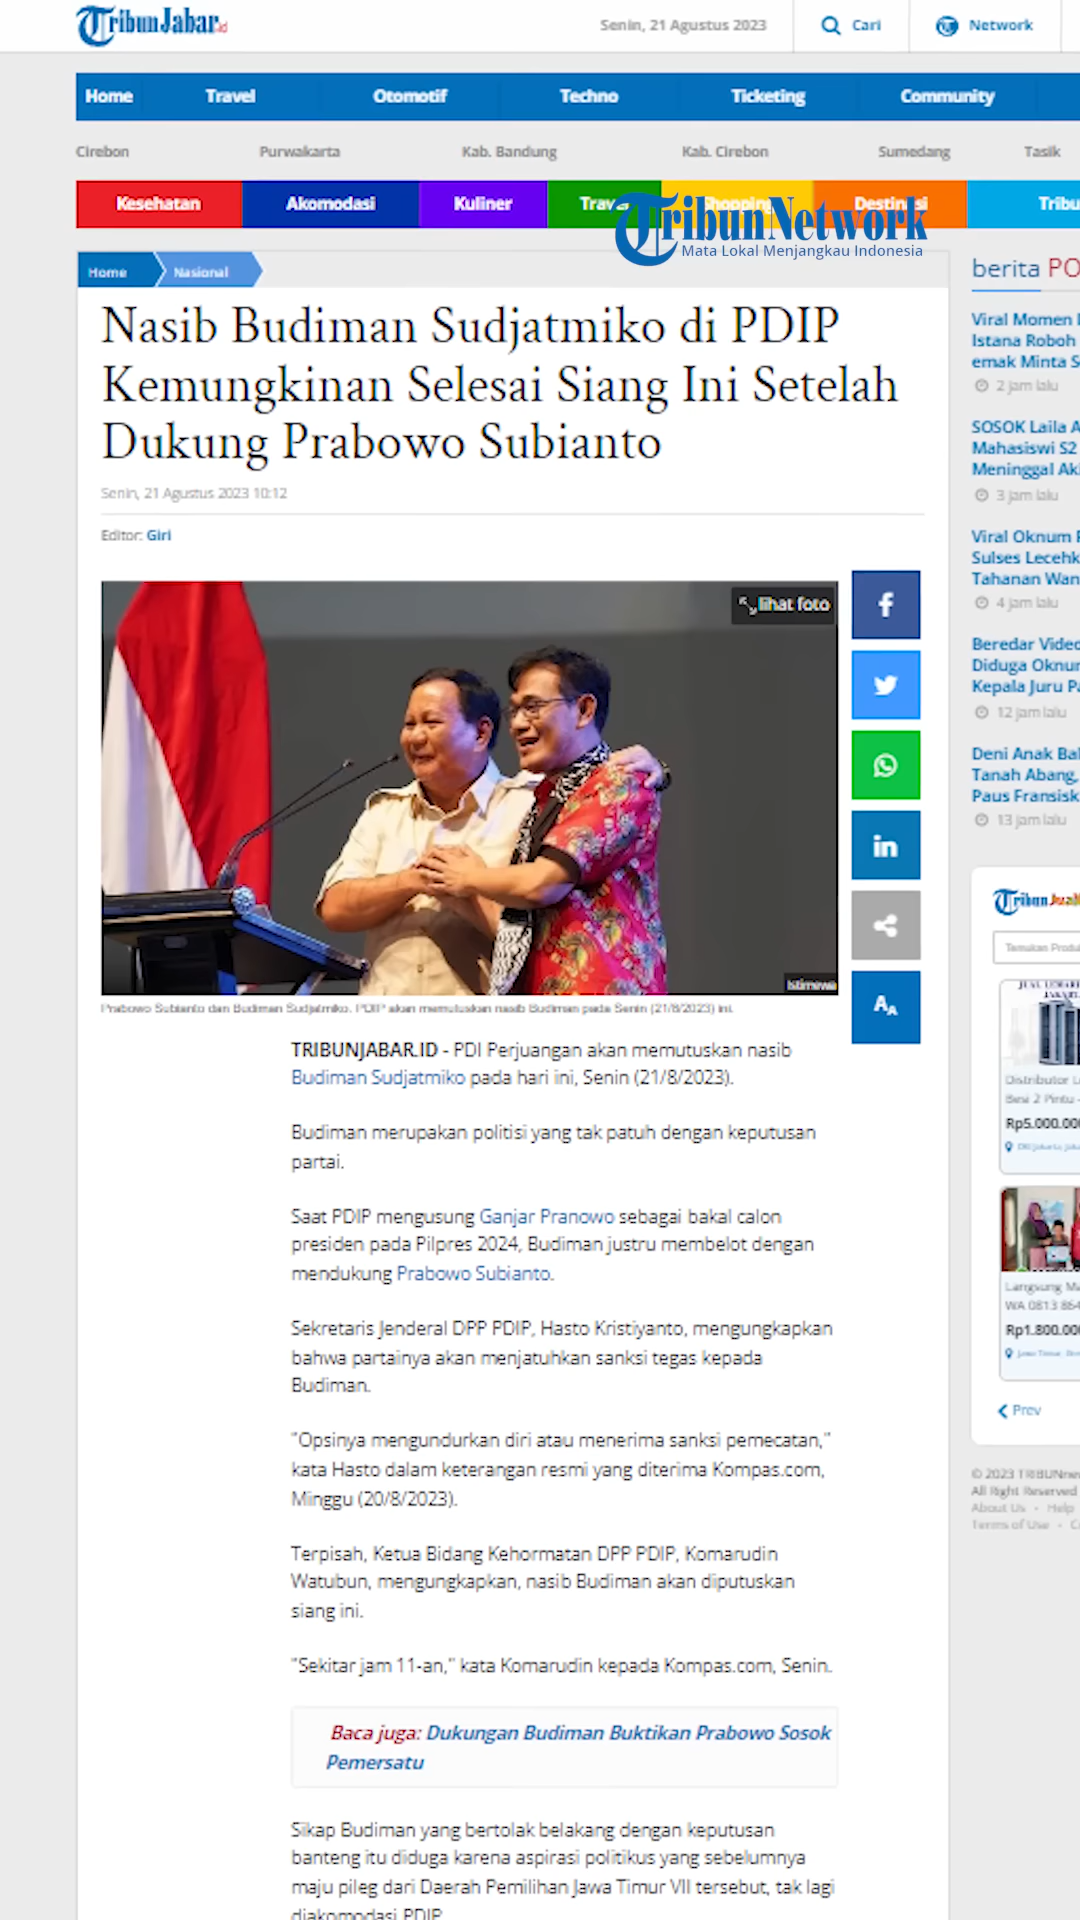 TribunJabar.id
Senin, 21 Agustus 2023
Cari
Network
Home
Travel
Otomotif
Techno
Ticketing
Community
Cirebon
Purwakarta
Kab. Bandung
Kab. Cirebon
Sumedang
Tasik
Kesehatan
Akomodasi
Kuliner
Trave
Shopping
Destinasi
Tribu
TribunNetwork
Mata Lokal Menjangkau Indonesia
Home
Nasional
Nasib Budiman Sudjatmiko di PDIP
Kemungkinan Selesai Siang Ini Setelah
Dukung Prabowo Subianto
Senin, 21 Agustus 2023 10:12
Editor: Giri
lihat foto
Istimewa
Prabowo Subianto dan Budiman Sudjatmiko. PDIP akan memutuskan nasib Budiman pada Senin (21/8/2023) ini.
TRIBUNJABAR.ID - PDI Perjuangan akan memutuskan nasib
Budiman Sudjatmiko pada hari ini, Senin (21/8/2023).
Budiman merupakan politisi yang tak patuh dengan keputusan
partai.
Saat PDIP mengusung Ganjar Pranowo sebagai bakal calon
presiden pada Pilpres 2024, Budiman justru membelot dengan
mendukung Prabowo Subianto.
Sekretaris Jenderal DPP PDIP, Hasto Kristiyanto, mengungkapkan
bahwa partainya akan menjatuhkan sanksi tegas kepada
Budiman.
"Opsinya mengundurkan diri atau menerima sanksi pemecatan,"
kata Hasto dalam keterangan resmi yang diterima Kompas.com,
Minggu (20/8/2023).
Terpisah, Ketua Bidang Kehormatan DPP PDIP, Komarudin
Watubun, mengungkapkan, nasib Budiman akan diputuskan
siang ini.
"Sekitar jam 11-an," kata Komarudin kepada Kompas.com, Senin.
Baca juga: Dukungan Budiman Buktikan Prabowo Sosok
Pemersatu
Sikap Budiman yang bertolak belakang dengan keputusan
banteng itu diduga karena aspirasi politikus yang sebelumnya
maju pileg dari Daerah Pemilihan Jawa Timur VII tersebut, tak lagi
diakomodasi PDIP
berita PO
Viral Momen
Istana Roboh
emak Minta S
2 jam lalu
SOSOK Laila A
Mahasiswi S2
Meninggal Aki
3 jam lalu
Viral Oknum P
Sulses Lecehk
Tahanan Wan
4 jam lalu
Beredar Video
Diduga Oknum
Kepala Juru Pa
12 jam lalu
Deni Anak Bal
Tanah Abang,
Paus Fransisk
13 jam lalu
TribunJual
Temukan Produ
JUAL LEMARI
JAKAR
Distributor L
Besi 2 Pintu -
Rp5.000.000
DKI Jakarta, Jak
Langsung Ma
WA 0813 864
Rp1.800.000
Jawa Timur,
Prev
© 2023 TRIBUNnew
All Right Reserved
About Us
Help
Terms of Use